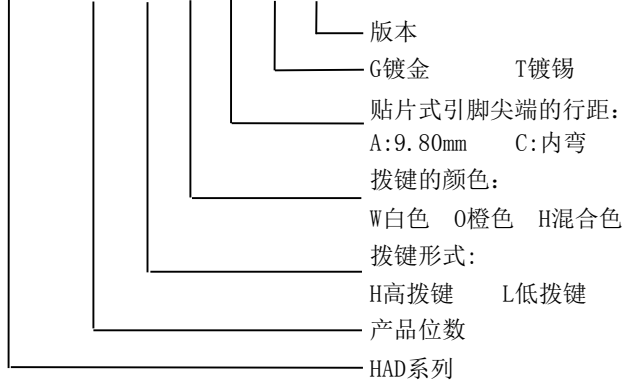 版本
G镀金 T镀锡
贴片式引脚尖端的行距：
A:9.80mm C:内弯
拨键的颜色：
W白色 O橙色 H混合色
拨键形式:
H高拨键 L低拨键
产品位数
HAD系列